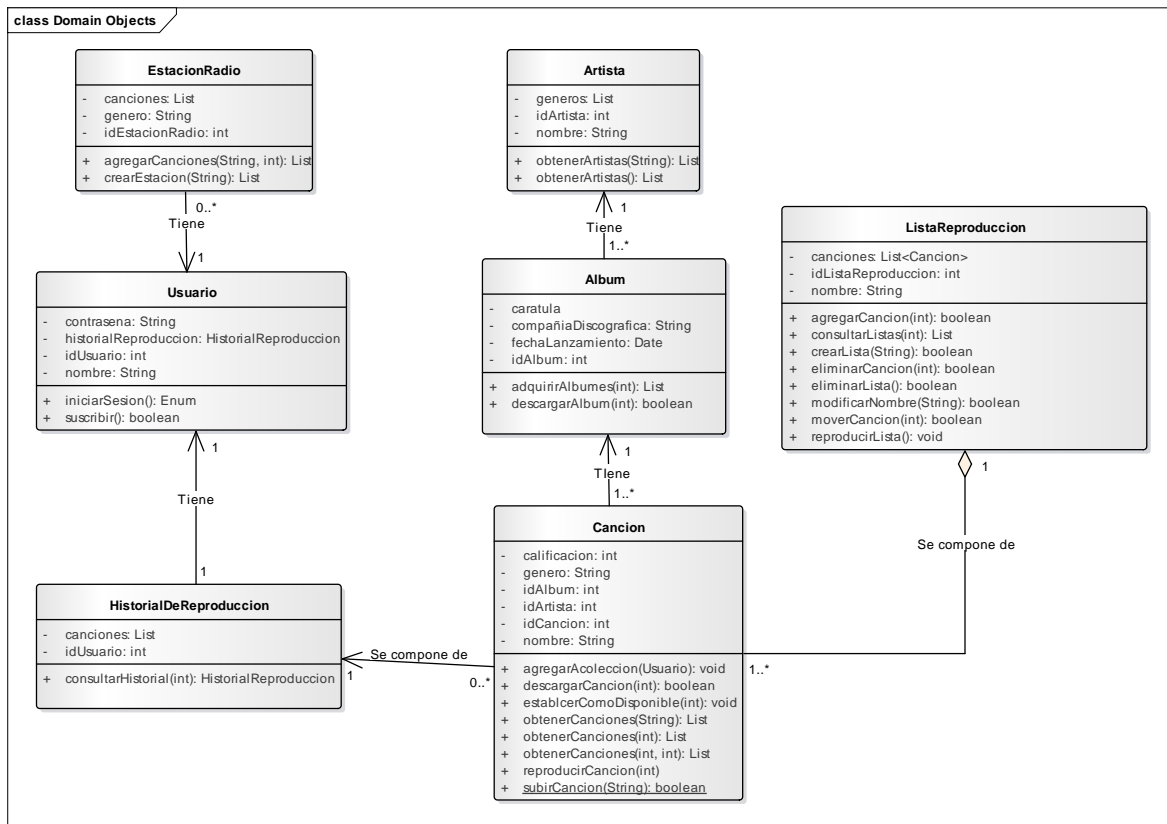 class Domain Objects
EstacionRadio
- canciones: List
- genero: String
- idEstacionRadio: int
+ agregarCanciones(String, int): List
+ crearEstacion(String): List
0..*
Tiene
1
Usuario
- contrasena: String
- historialReproduccion: HistorialReproduccion
- idUsuario: int
- nombre: String
+ iniciarSesion(): Enum
+ suscribir(): boolean
1
Tiene
1
HistorialDeReproduccion
- canciones: List
- idUsuario: int
+ consultarHistorial(int): HistorialReproduccion
Artista
- generos: List
- idArtista: int
- nombre: String
+ obtenerArtistas(String): List
+ obtenerArtistas(): List
1
Tiene
1..*
Album
- caratula
- compañiaDiscografica: String
- fechaLanzamiento: Date
- idAlbum: int
+ adquirirAlbumes(int): List
+ descargarAlbum(int): boolean
1
TIene
1..*
Cancion
- calificacion: int
- genero: String
- idAlbum: int
- idArtista: int
- idCancion: int
- nombre: String
+ agregarAcoleccion(Usuario): void
+ descargarCancion(int): boolean
+ establcerComoDisponible(int): void
+ obtenerCanciones(String): List
+ obtenerCanciones(int): List
+ obtenerCanciones(int, int): List
+ reproducirCancion(int)
+ subirCancion(String): boolean
Se compone de
1
0..*
ListaReproduccion
- canciones: List<Cancion>
- idListaReproduccion: int
- nombre: String
+ agregarCancion(int): boolean
+ consultarListas(int): List
+ crearLista(String): boolean
+ eliminarCancion(int): boolean
+ eliminarLista(): boolean
+ modificarNombre(String): boolean
+ moverCancion(int): boolean
+ reproducirLista(): void
1
Se compone de
1..*